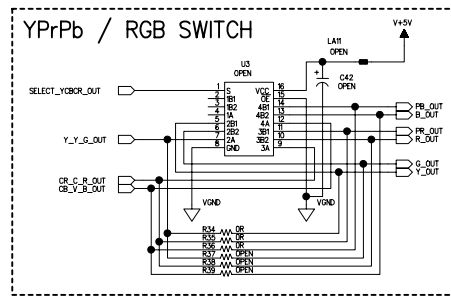 YPrPb / RGB SWITCH
V+5V
LA11
OPEN
U3
OPEN
C42
OPEN
+
SELECT_YCBCR_OUT
Y_Y_G_OUT
CR_C_R_OUT
CB_V_B_OUT
1 S VCC 16
2 1B1 OE 15
3 1B2 4B1 14
4 1A 4B2 13
5 2B1 4A 12
6 2B2 3B1 11
7 2A 3B2 10
8 GND 3A 9
PB_OUT
B_OUT
PR_OUT
R_OUT
G_OUT
Y_OUT
VGND
VGND
R34 0R
R35 0R
R36 0R
R37 OPEN
R38 OPEN
R39 OPEN